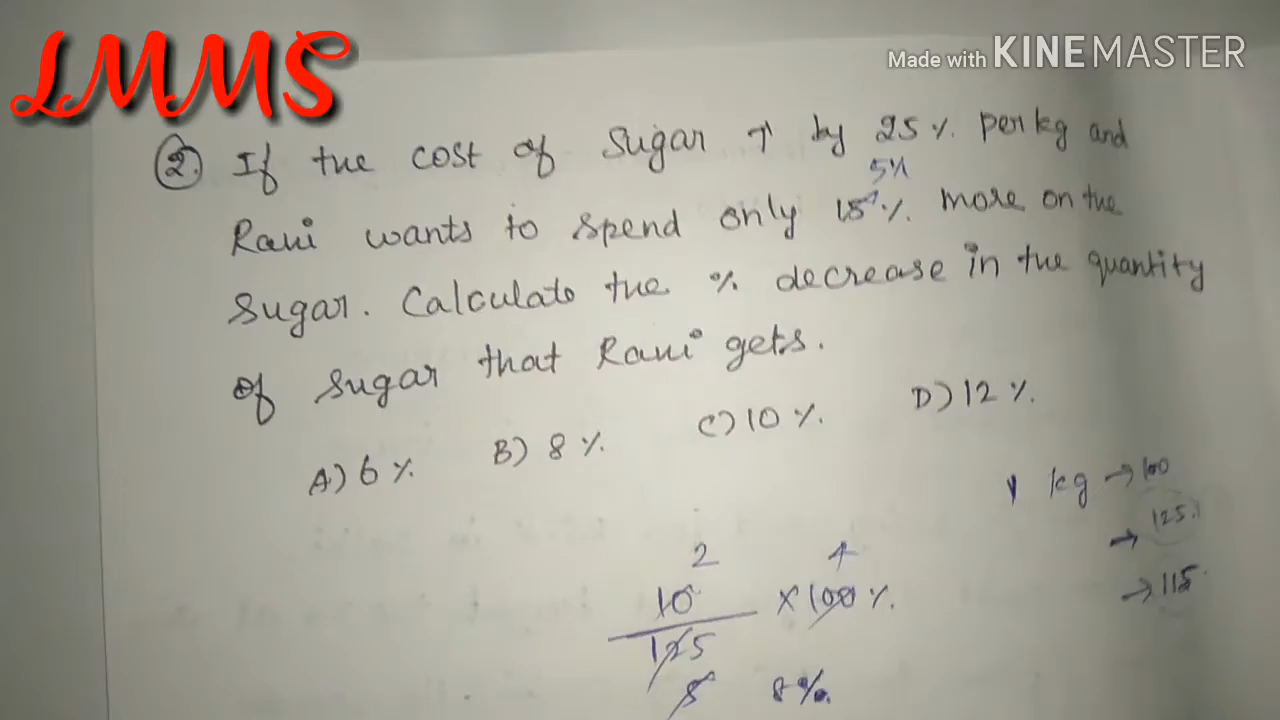 LMMS
Made with KINEMASTER
2. If the cost of Sugar ↑ by 25 %. per kg and
5%
Rani wants to spend only 15 %. more on the
Sugar. Calculate the % decrease in the quantity
of sugar that Rani gets.
A) 6 %. B) 8 %. C) 10 %. D) 12 %.
1 kg → 100
→ 125
→ 115
2 4
10 × 100 %.
125
5 8%.